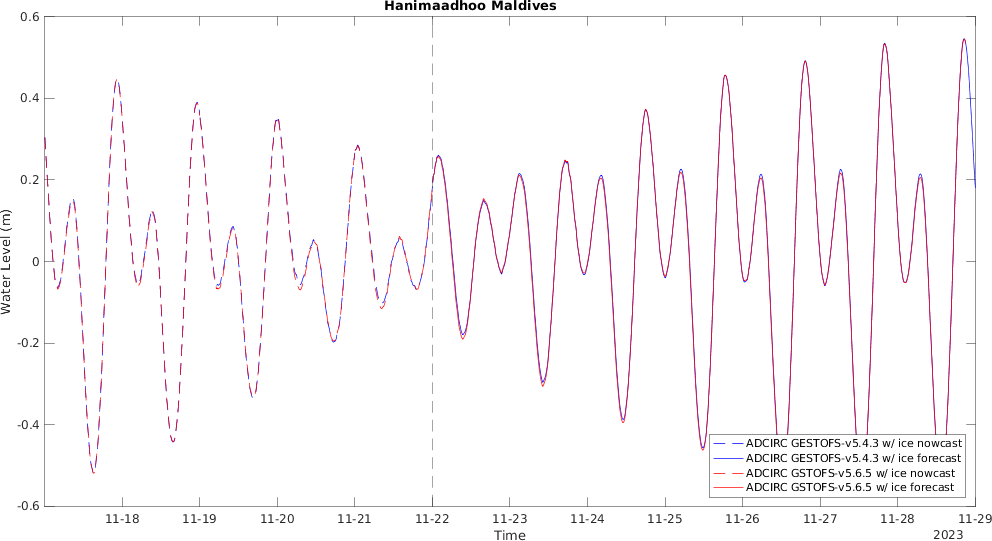 Hanimaadhoo Maldives
0.6
0.4
0.2
0
-0.2
-0.4
-0.6
Water Level (m)
11-18 11-19 11-20 11-21 11-22 11-23 11-24 11-25 11-26 11-27 11-28 11-29
Time
2023
ADCIRC GESTOFS-v5.4.3 w/ ice nowcast
ADCIRC GESTOFS-v5.4.3 w/ ice forecast
ADCIRC GSTOFS-v5.6.5 w/ ice nowcast
ADCIRC GSTOFS-v5.6.5 w/ ice forecast